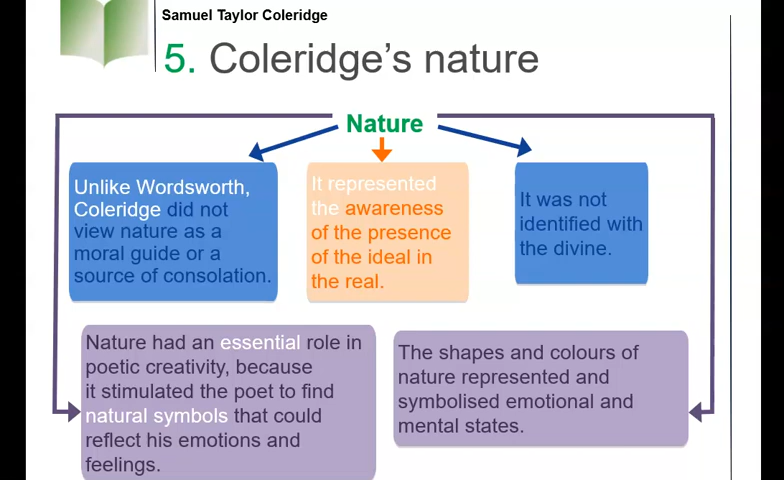 Samuel Taylor Coleridge
5. Coleridge's nature
Nature
Unlike Wordsworth,
Coleridge did not
view nature as a
moral guide or a
source of consolation.
It represented
the awareness
of the presence
of the ideal in
the real.
It was not
identified with
the divine.
Nature had an essential role in
poetic creativity, because
it stimulated the poet to find
natural symbols that could
reflect his emotions and
feelings.
The shapes and colours of
nature represented and
symbolised emotional and
mental states.